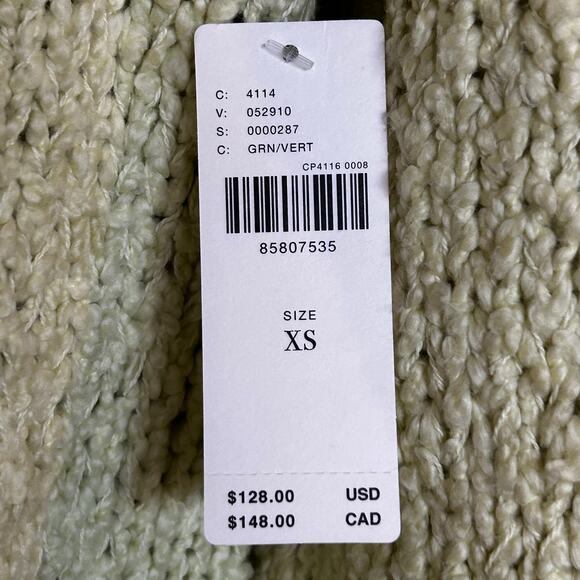 C: 4114
V: 052910
S: 0000287
C: GRN/VERT
CP4116 0008
85807535
SIZE
XS
$128.00 USD
$148.00 CAD